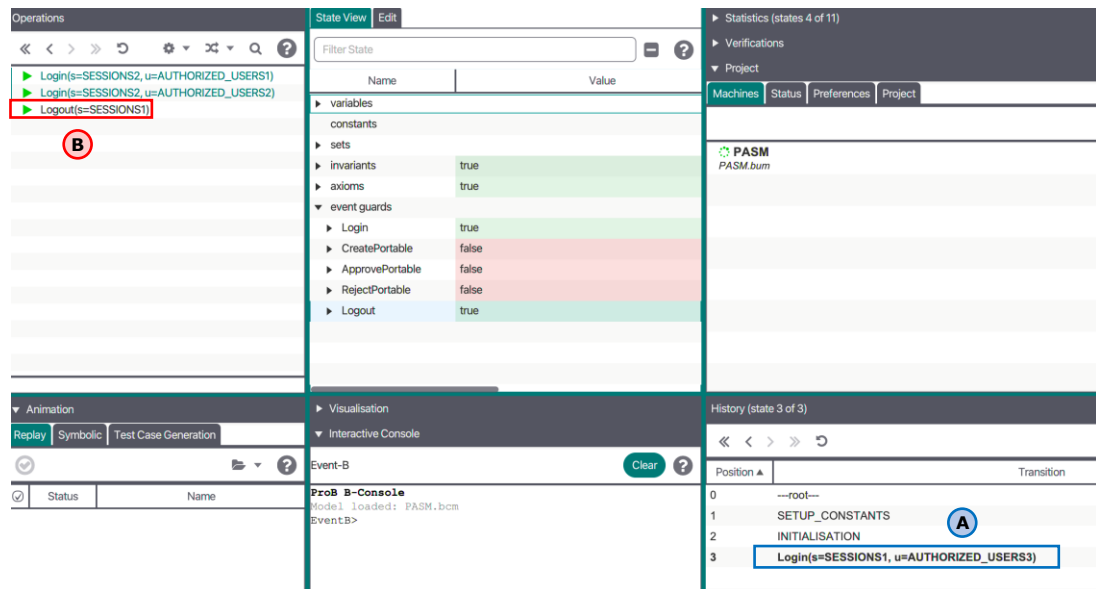 Operations
Login(s=SESSIONS2, u=AUTHORIZED_USERS1)
Login(s=SESSIONS2, u=AUTHORIZED_USERS2)
Logout(s=SESSIONS1)
B
State View Edit
Filter State
?
Name Value
variables
constants
sets
invariants true
axioms true
event guards
Login true
CreatePortable false
ApprovePortable false
RejectPortable false
Logout true
Statistics (states 4 of 11)
Verifications
Project
Machines Status Preferences Project
PASM
PASM.bum
Animation
Replay Symbolic Test Case Generation
?
Status Name
Visualisation
Interactive Console
Event-B Clear ?
ProB B-Console
Model loaded: PASM.bcm
EventB>
History (state 3 of 3)
Position Transition
0 ---root---
1 SETUP_CONSTANTS
A
2 INITIALISATION
3 Login(s=SESSIONS1, u=AUTHORIZED_USERS3)